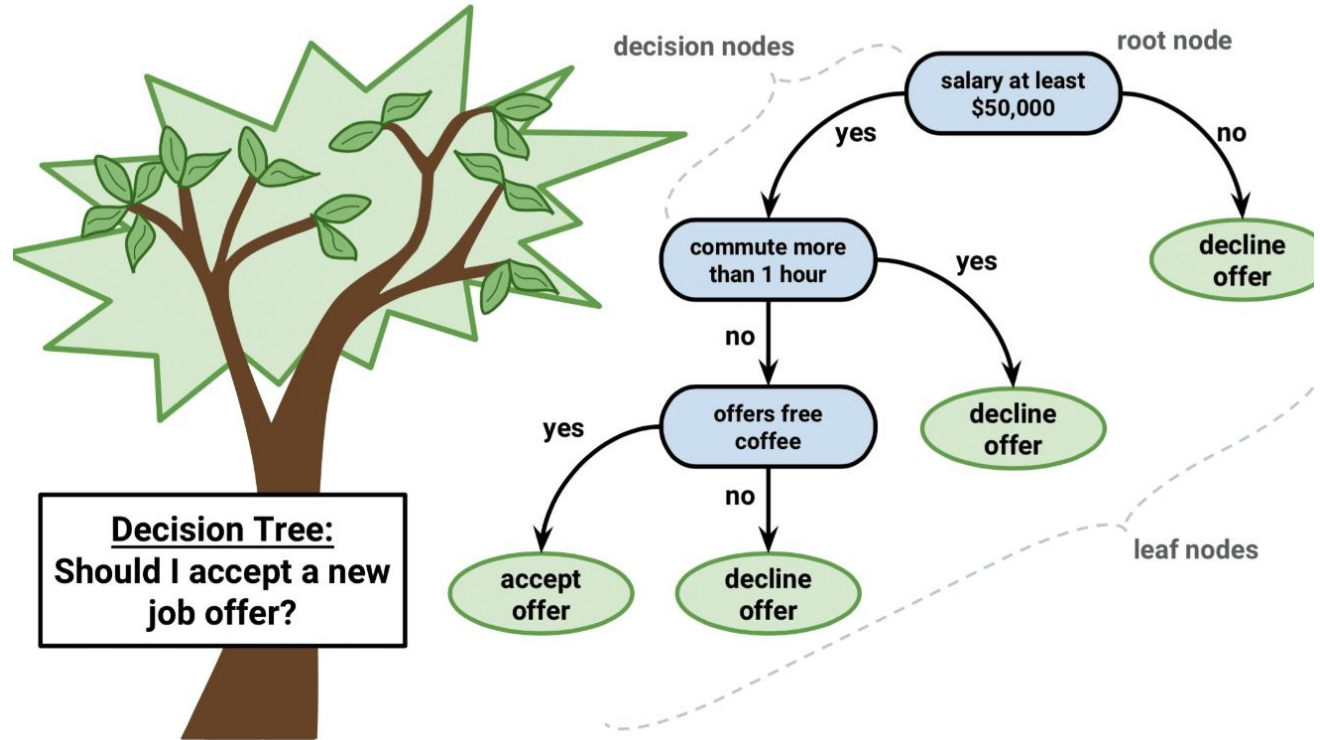 decision nodes
root node
salary at least
$50,000
yes
no
commute more
than 1 hour
yes
decline
offer
no
offers free
coffee
decline
offer
yes
no
Decision Tree:
Should I accept a new
job offer?
accept
offer
decline
offer
leaf nodes